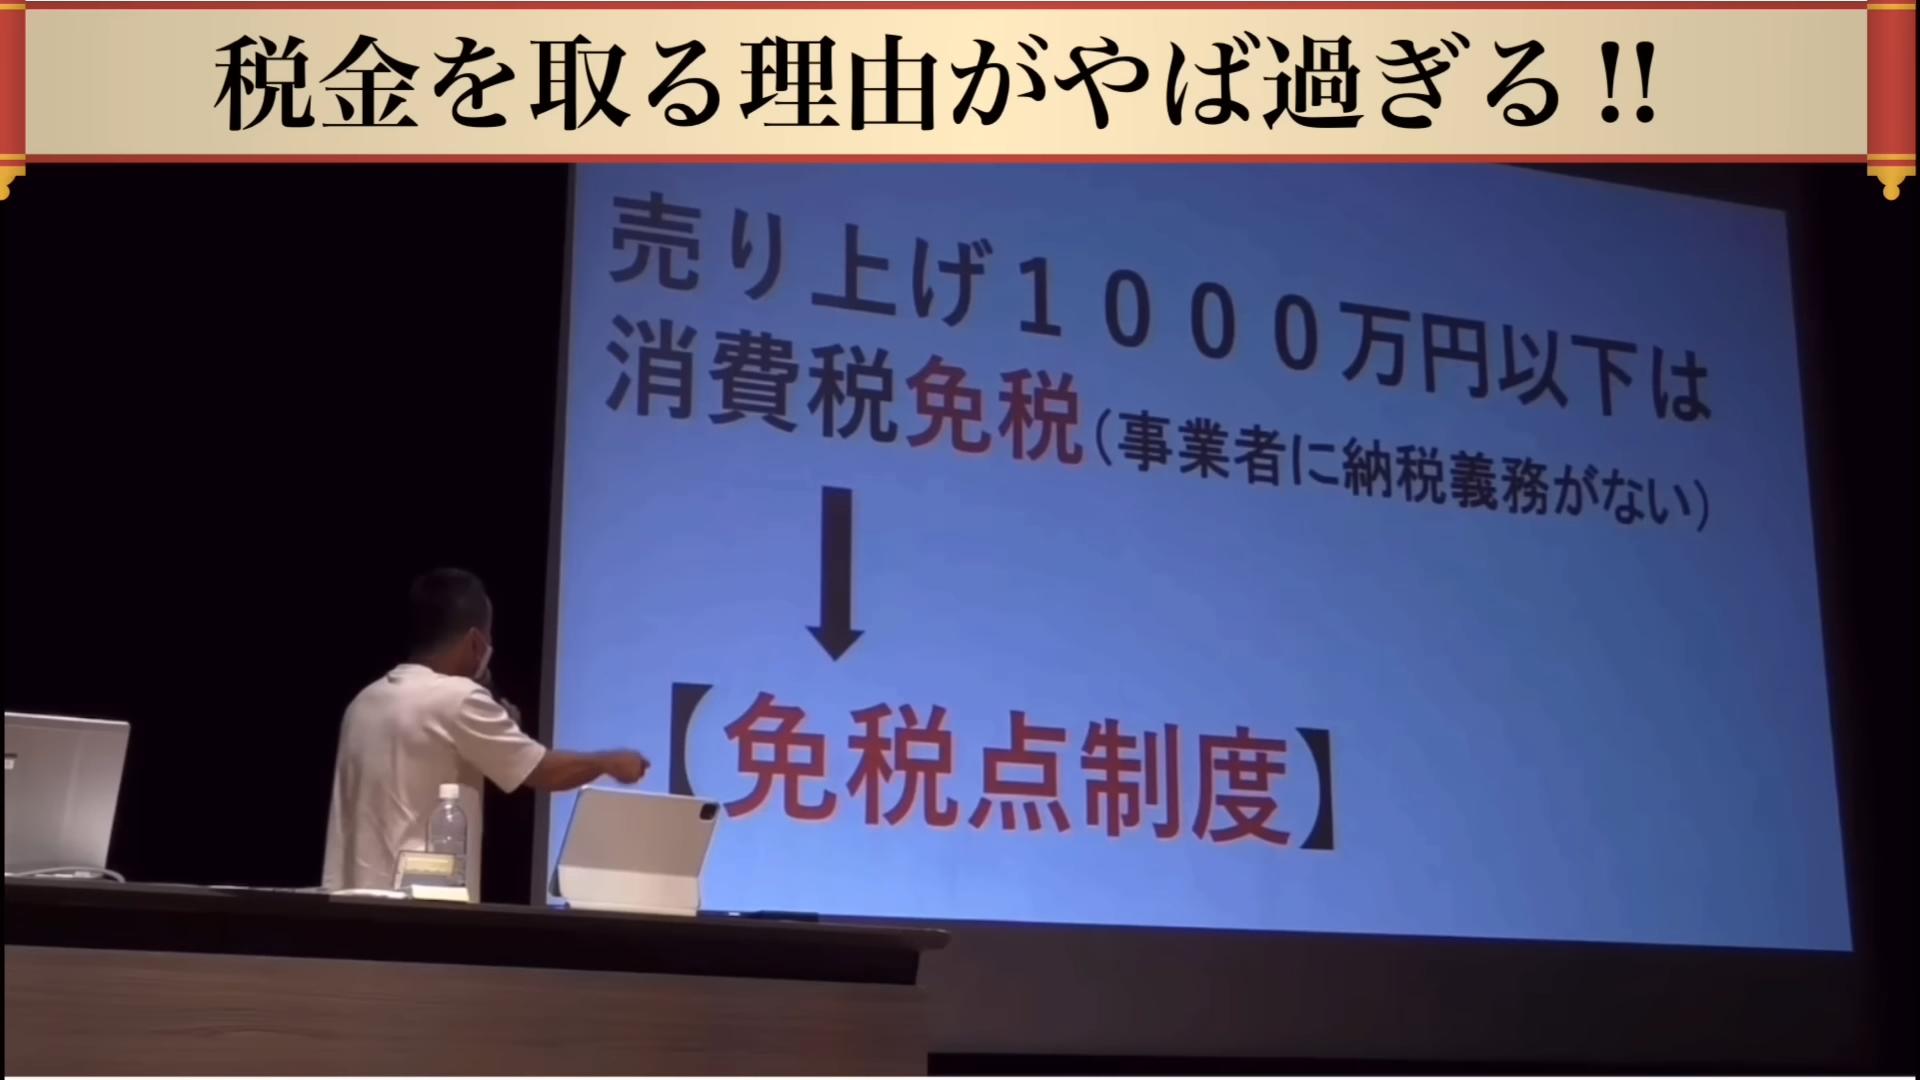 税金を取る理由がやば過ぎる!!
売り上げ1000万円以下は
消費税免税(事業者に納税義務がない)
【免税点制度】